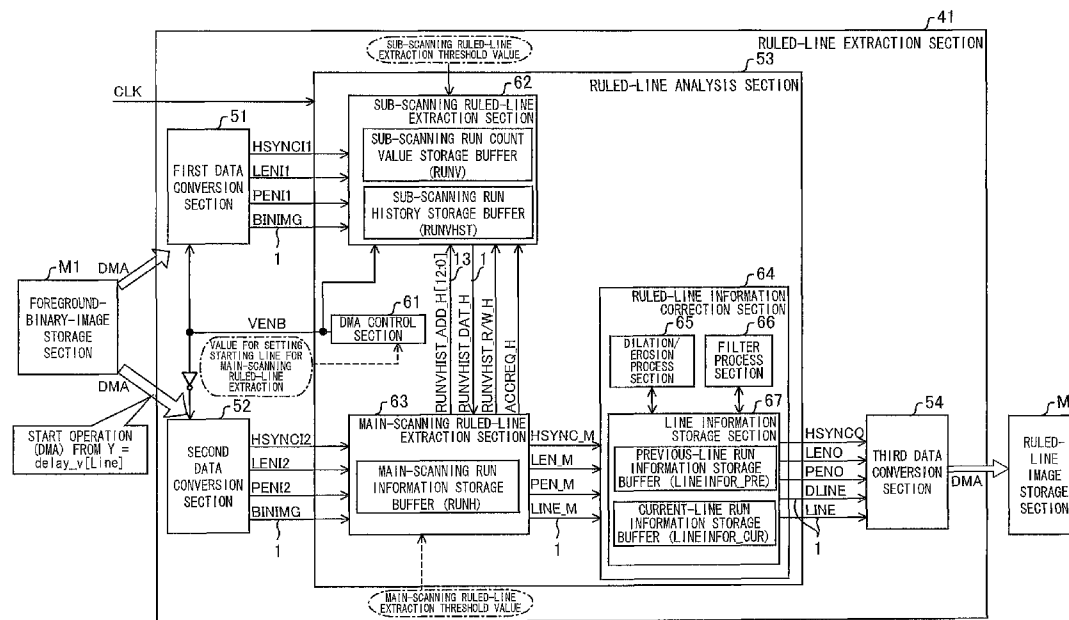 41
RULED-LINE EXTRACTION SECTION
SUB-SCANNING RULED-LINE
EXTRACTION THRESHOLD VALUE
53
RULED-LINE ANALYSIS SECTION
CLK
62
SUB-SCANNING RULED-LINE
EXTRACTION SECTION
SUB-SCANNING RUN COUNT
VALUE STORAGE BUFFER
(RUNV)
SUB-SCANNING RUN
HISTORY STORAGE BUFFER
(RUNVHST)
51
FIRST DATA
CONVERSION
SECTION
HSYNCI1
LENI1
PENI1
BINIMG
1
M1
FOREGROUND-
BINARY-IMAGE
STORAGE
SECTION
DMA
DMA
VENB
61
DMA CONTROL
SECTION
VALUE FOR SETTING
STARTING LINE FOR
MAIN-SCANNING
RULED-LINE
EXTRACTION
RUNVHIST_ADD_H[12:0]
13
RUNVHIST_DAT_H
1
RUNVHST_R/W_H
ACCREQ_H
START OPERATION
(DMA) FROM Y =
delay_v[Line]
52
SECOND
DATA
CONVERSION
SECTION
HSYNCI2
LENI2
PENI2
BINIMG
1
63
MAIN-SCANNING RULED-LINE
EXTRACTION SECTION
MAIN-SCANNING RUN
INFORMATION STORAGE
BUFFER (RUNH)
MAIN-SCANNING RULED-LINE
EXTRACTION THRESHOLD VALUE
HSYNC_M
LEN_M
PEN_M
LINE_M
1
64
RULED-LINE INFORMATION
CORRECTION SECTION
65
DILATION/
EROSION
PROCESS
SECTION
66
FILTER
PROCESS
SECTION
67
LINE INFORMATION
STORAGE SECTION
PREVIOUS-LINE RUN
INFORMATION STORAGE
BUFFER (LINEINFOR_PRE)
CURRENT-LINE RUN
INFORMATION STORAGE
BUFFER (LINEINFOR_CUR)
HSYNCO
LENO
PENO
DLINE
LINE
1
54
THIRD DATA
CONVERSION
SECTION
DMA
M
RULED-
LINE
IMAGE
STORAGE
SECTION